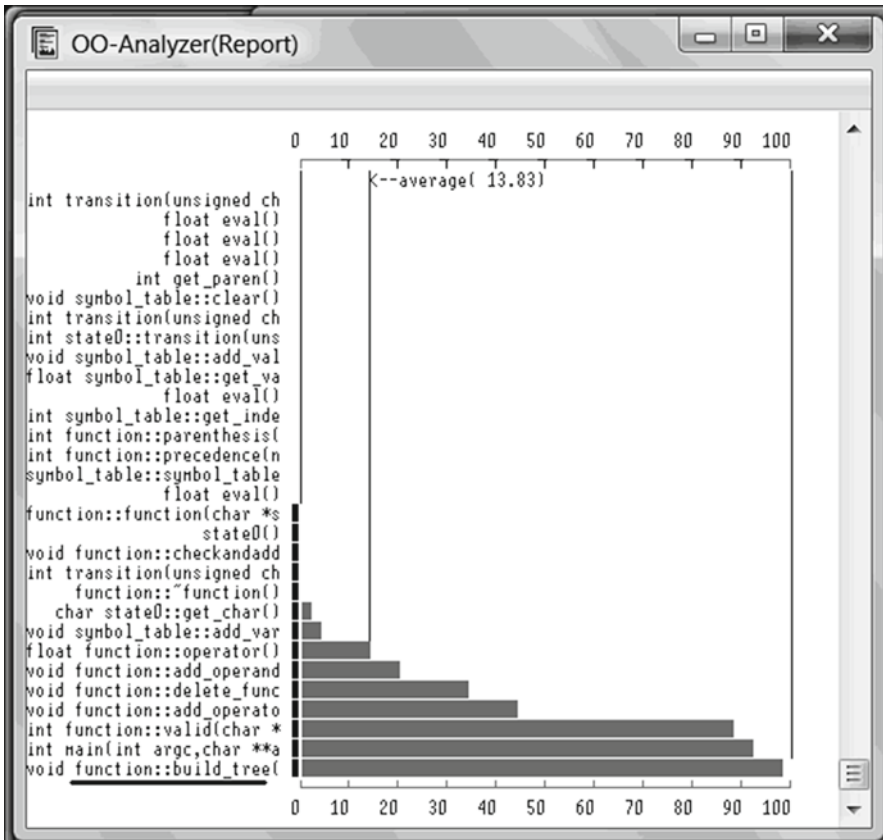 OO-Analyzer(Report)
0 10 20 30 40 50 60 70 80 90 100
<--average( 13.83)
int transition(unsigned ch
float eval()
float eval()
float eval()
int get_paren()
void symbol_table::clear()
int transition(unsigned ch
int state0::transition(uns
void symbol_table::add_val
float symbol_table::get_va
float eval()
int symbol_table::get_inde
int function::parenthesis(
int function::precedence(n
symbol_table::symbol_table
float eval()
function::function(char *s
state0()
void function::checkandadd
int transition(unsigned ch
function::~function()
char state0::get_char()
void symbol_table::add_var
float function::operator()
void function::add_operand
void function::delete_func
void function::add_operato
int function::valid(char *
int main(int argc,char **a
void function::build_tree(
0 10 20 30 40 50 60 70 80 90 100